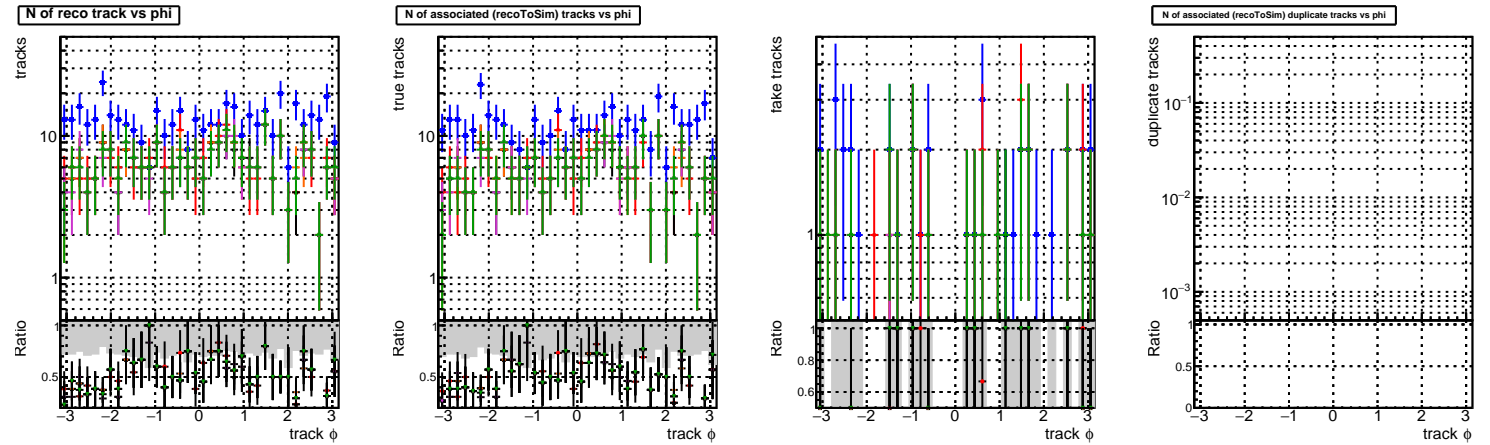 N of reco track vs phi
tracks
10
1
Ratio
1
0.5
−3 −2 −1 0 1 2 3
track ϕ
N of associated (recoToSim) tracks vs phi
true tracks
10
1
Ratio
1
0.5
−3 −2 −1 0 1 2 3
track ϕ
fake tracks
1
Ratio
1
0.8
0.6
−3 −2 −1 0 1 2 3
track ϕ
N of associated (recoToSim) duplicate tracks vs phi
duplicate tracks
10−1
10−2
10−3
Ratio
1
0.5
0
−3 −2 −1 0 1 2 3
track ϕ